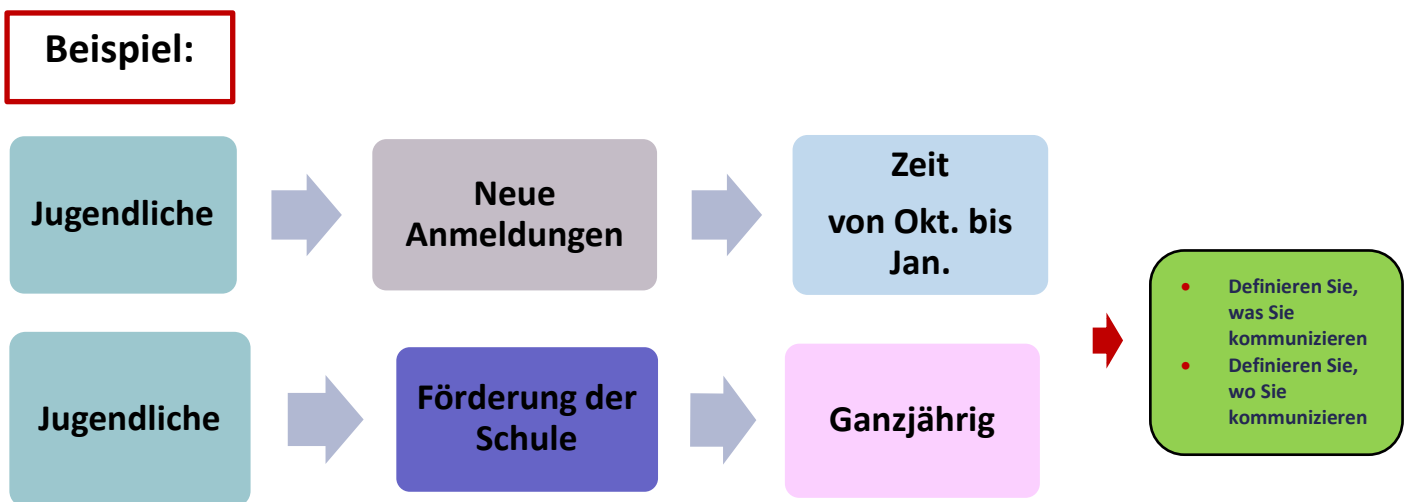 Beispiel:
Jugendliche
Neue
Anmeldungen
Zeit
von Okt. bis
Jan.
Jugendliche
Förderung der
Schule
Ganzjährig
• Definieren Sie,
was Sie
kommunizieren
• Definieren Sie,
wo Sie
kommunizieren